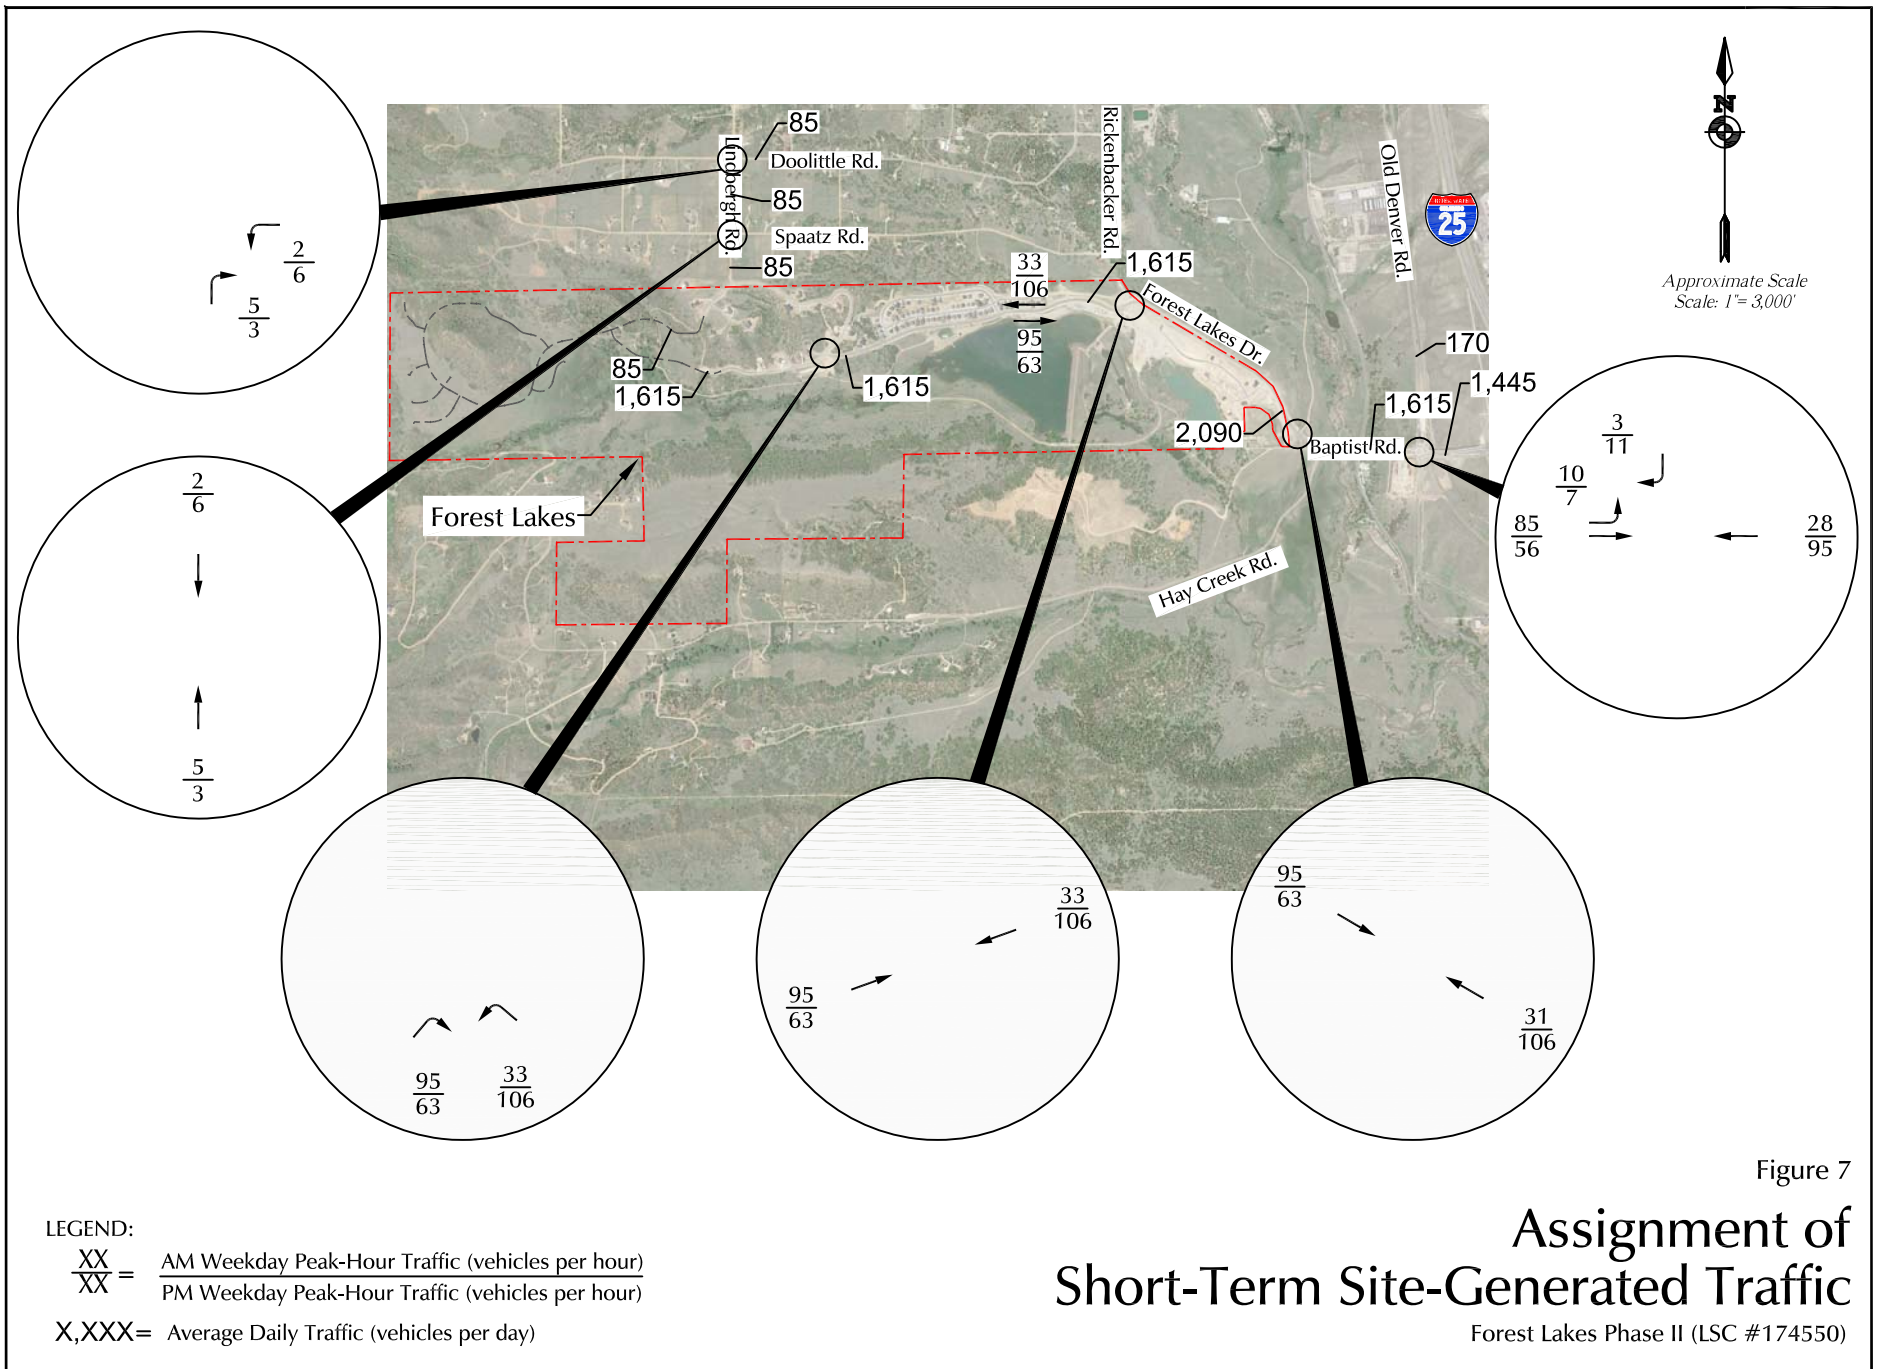 85
Doolittle Rd.
Lindbergh Rd.
85
Spaatz Rd.
85
Rickenbacker Rd.
Old Denver Rd.
25
N
Approximate Scale
Scale: 1"= 3,000'
2
6
5
3
33
106
1,615
Forest Lakes Dr.
95
63
85
1,615
1,615
170
1,445
1,615
2,090
Baptist Rd.
Forest Lakes
Hay Creek Rd.
3
11
10
7
85
56
28
95
2
6
5
3
95
63
33
106
33
106
95
63
95
63
31
106
Figure 7
Assignment of
Short-Term Site-Generated Traffic
Forest Lakes Phase II (LSC #174550)
LEGEND:
XX
XX
=
AM Weekday Peak-Hour Traffic (vehicles per hour)
PM Weekday Peak-Hour Traffic (vehicles per hour)
X,XXX= Average Daily Traffic (vehicles per day)